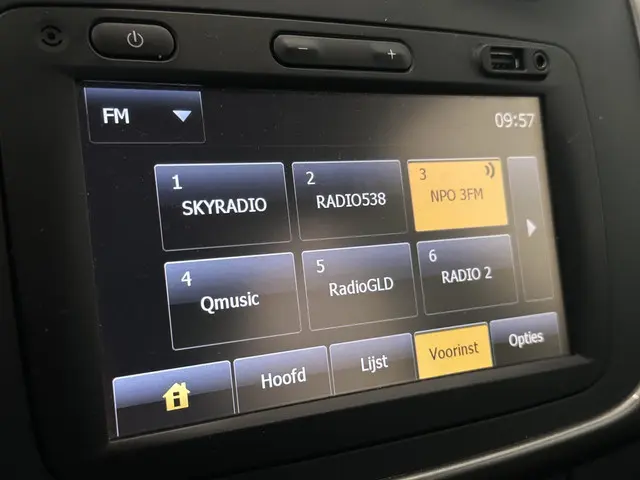 FM
09:57
1
SKYRADIO
2
RADIO538
3
NPO 3FM
4
Qmusic
5
RadioGLD
6
RADIO 2
Hoofd
Lijst
Voorinst
Opties